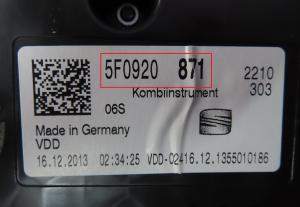 5F0920 871 2210
Kombiinstrument 303
06S
Made in Germany
VDD
16.12.2013 02:34:25 VDD-02416.12.1355010186